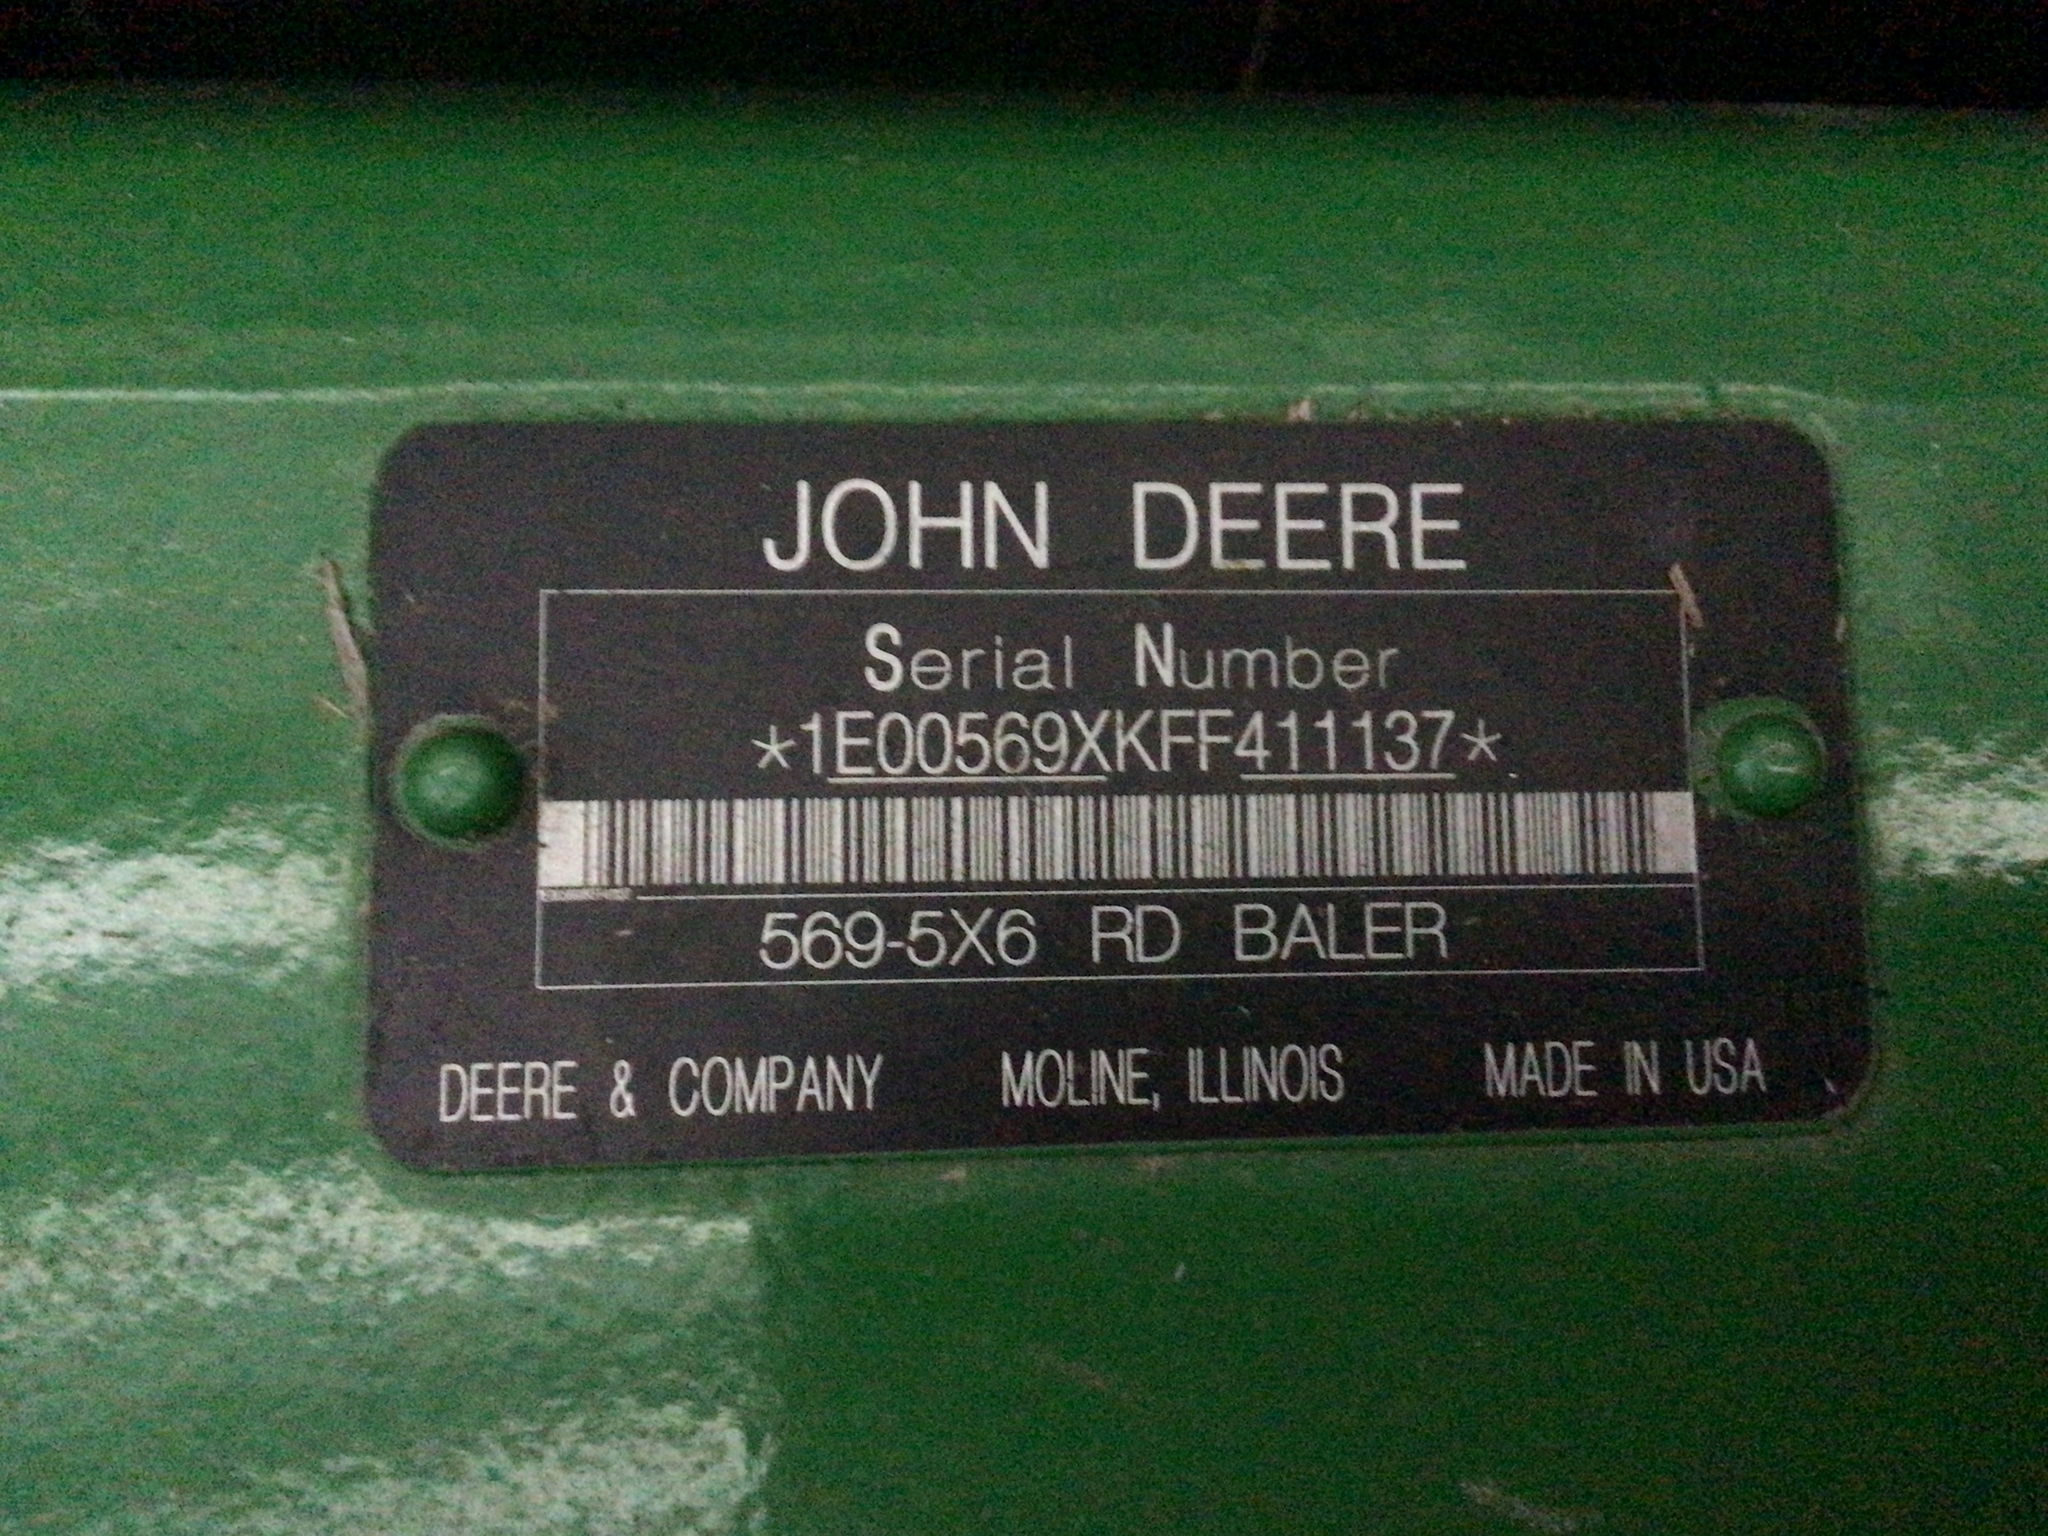 JOHN DEERE
Serial Number
*1E00569XKFF411137*
569-5X6 RD BALER
DEERE & COMPANY MOLINE, ILLINOIS MADE IN USA